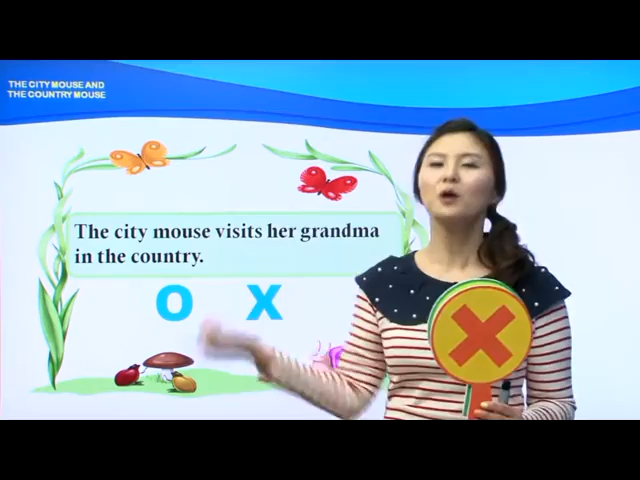 THE CITY MOUSE AND
THE COUNTRY MOUSE
The city mouse visits her grandma
in the country.
O X